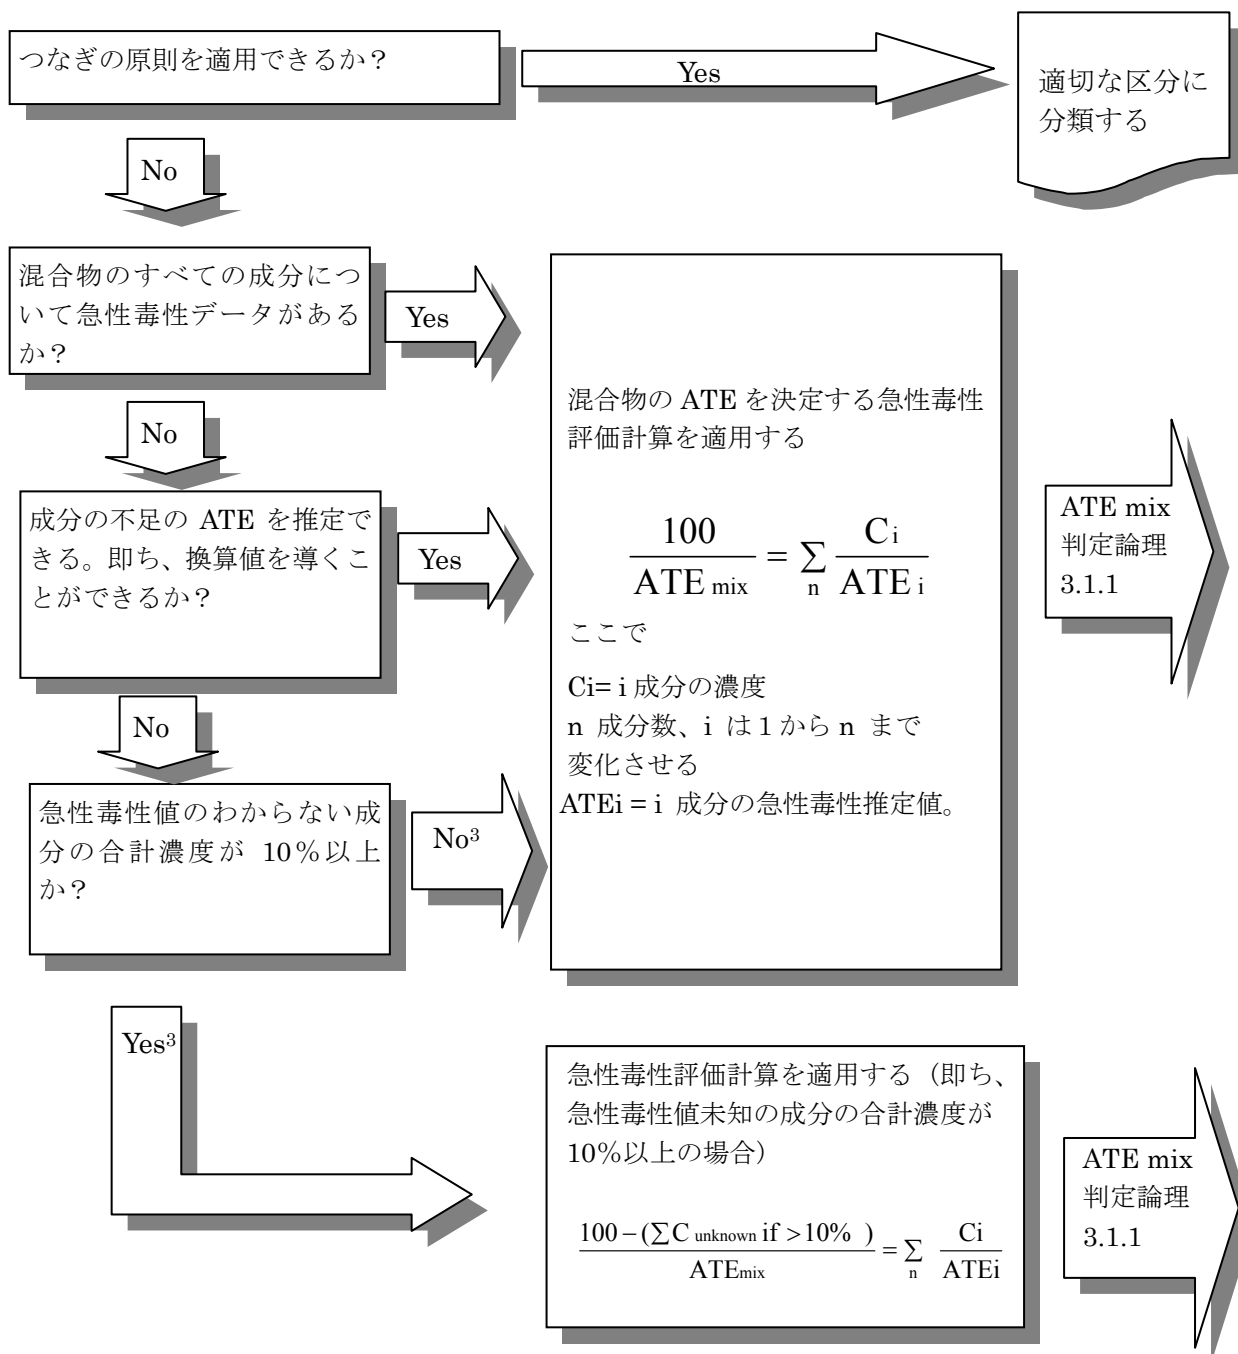 つなぎの原則を適用できるか？
Yes
適切な区分に
分類する
No
混合物のすべての成分につ
いて急性毒性データがある
か？
Yes
No
成分の不足の ATE を推定で
きる。即ち、換算値を導くこ
とができるか？
Yes
No
急性毒性値のわからない成
分の合計濃度が 10％以上
か？
No³
混合物の ATE を決定する急性毒性
評価計算を適用する
100/ATE mix = ∑n Ci/ATE i
ここで
Ci= i 成分の濃度
n 成分数、i は１から n まで
変化させる
ATEi = i 成分の急性毒性推定値。
ATE mix
判定論理
3.1.1
Yes³
急性毒性評価計算を適用する（即ち、
急性毒性値未知の成分の合計濃度が
10％以上の場合）
100−(∑C unknown if >10% )/ATEmix = ∑n Ci/ATEi
ATE mix
判定論理
3.1.1